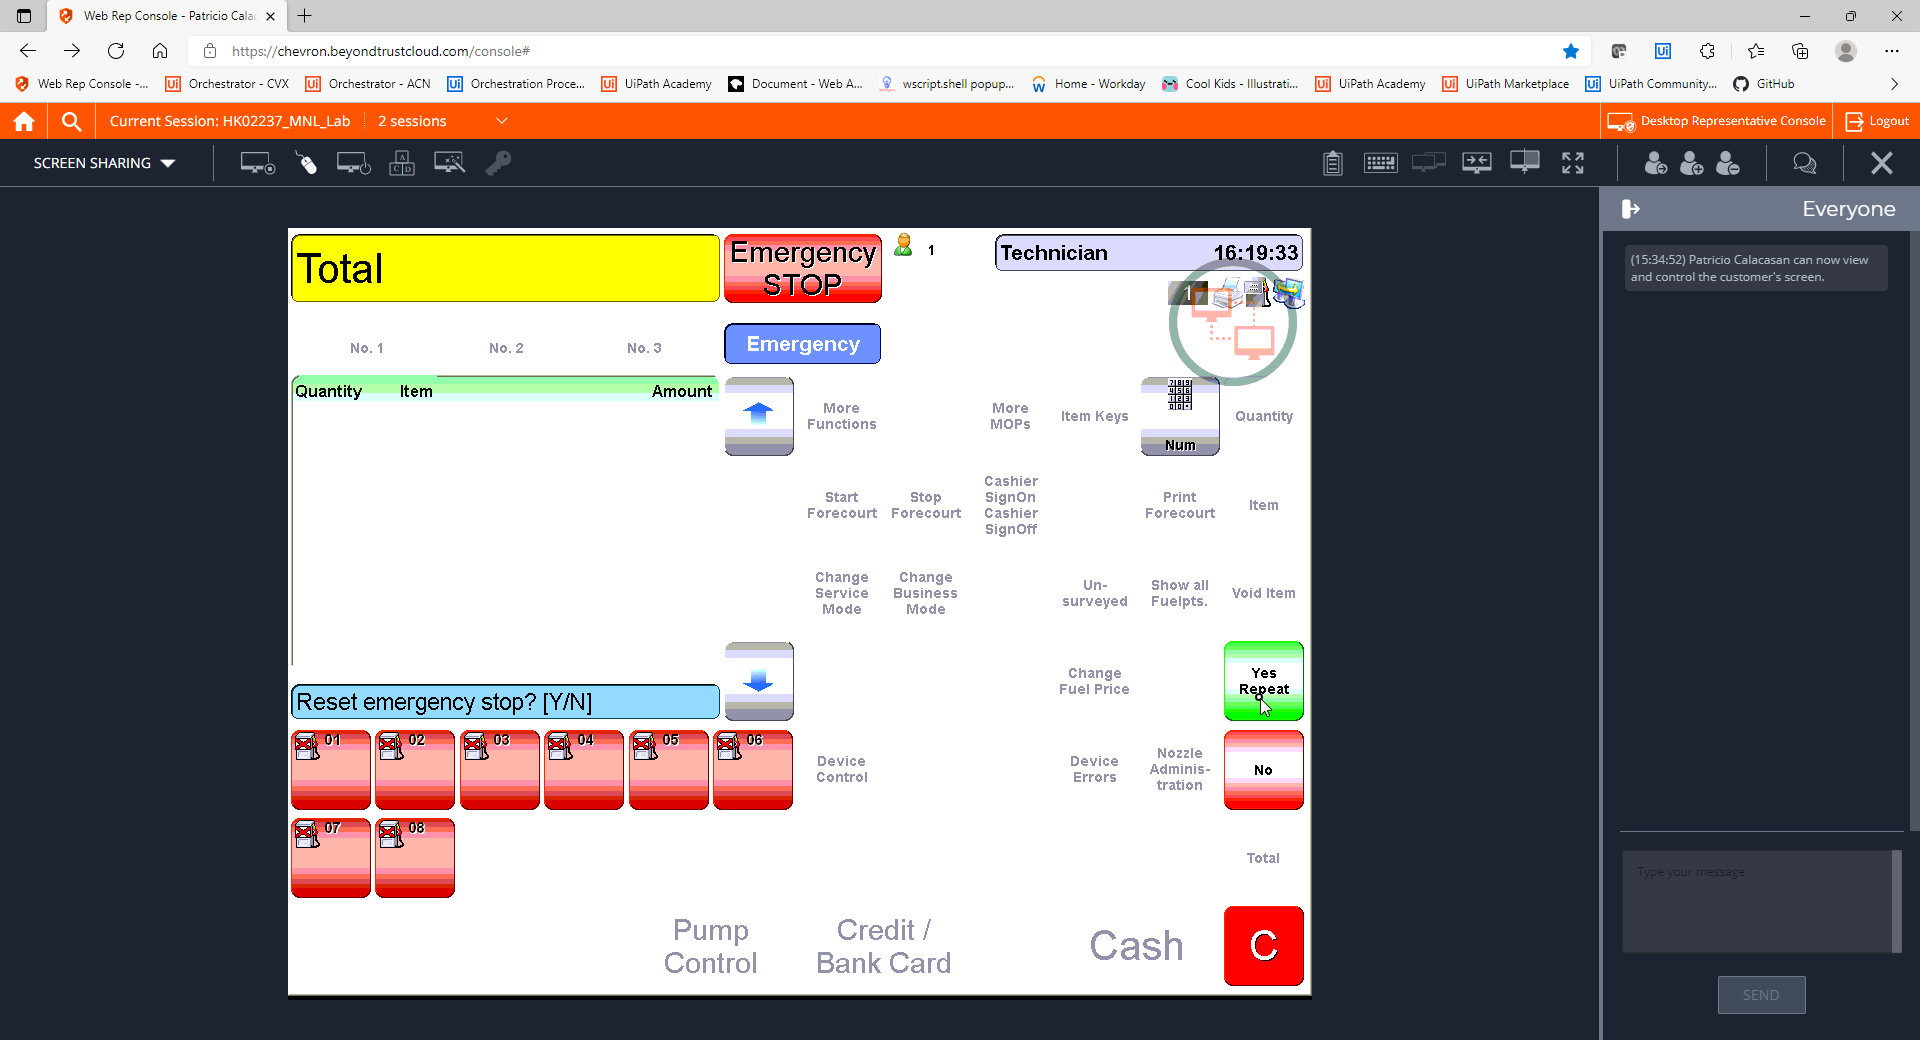 Web Rep Console - Patricio Cala
https://chevron.beyondtrustcloud.com/console#
Web Rep Console -...
Orchestrator - CVX
Orchestrator - ACN
Orchestration Proce...
UiPath Academy
Document - Web A...
wscript.shell popup...
Home - Workday
Cool Kids - Illustrati...
UiPath Academy
UiPath Marketplace
UiPath Community...
GitHub
Current Session: HK02237_MNL_Lab
2 sessions
Desktop Representative Console
Logout
SCREEN SHARING
Everyone
(15:34:52) Patricio Calacasan can now view
and control the customer's screen.
Total
Emergency
STOP
1
Technician 16:19:33
1
No. 1 No. 2 No. 3
Emergency
Quantity Item Amount
More
Functions
More
MOPs
Item Keys
Num
Quantity
Start
Forecourt
Stop
Forecourt
Cashier
SignOn
Cashier
SignOff
Print
Forecourt
Item
Change
Service
Mode
Change
Business
Mode
Un-
surveyed
Show all
Fuelpts.
Void Item
Change
Fuel Price
Yes
Repeat
Reset emergency stop? [Y/N]
01 02 03 04 05 06
Device
Control
Device
Errors
Nozzle
Adminis-
tration
No
07 08
Total
Pump
Control
Credit /
Bank Card
Cash
C
Type your message
SEND